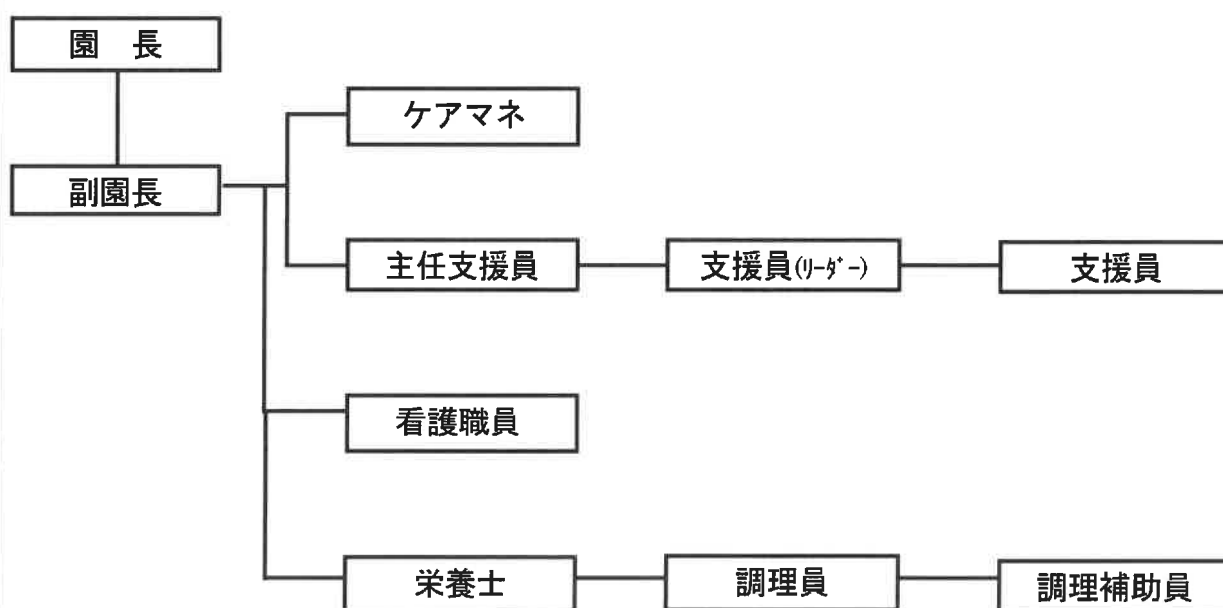 園　長
ケアマネ
副園長
主任支援員
支援員(ﾘｰﾀﾞｰ)
支援員
看護職員
栄養士
調理員
調理補助員